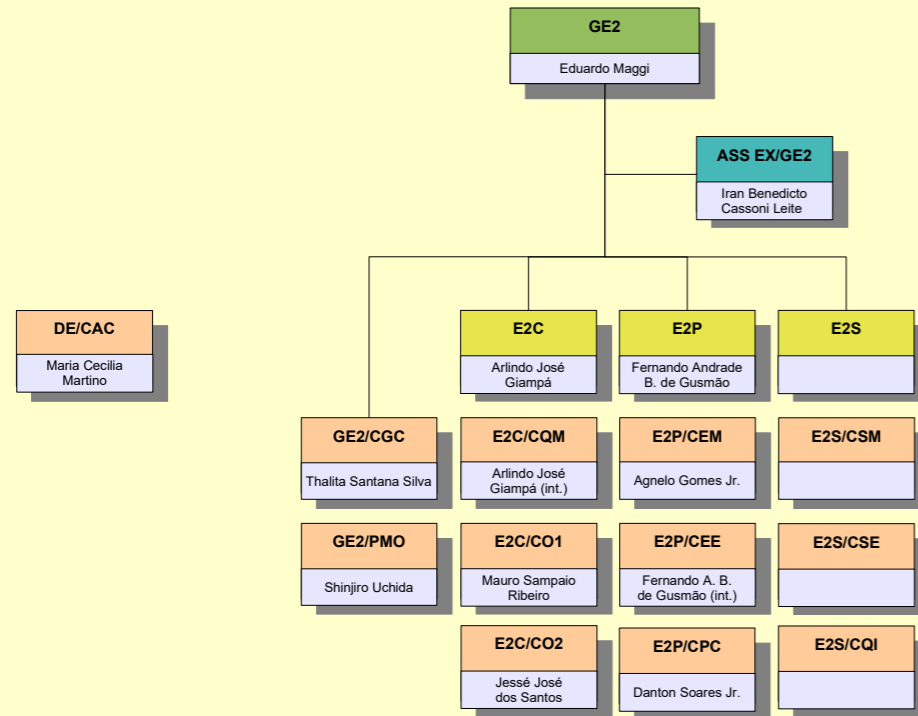 GE2
Eduardo Maggi
ASS EX/GE2
Iran Benedicto
Cassoni Leite
DE/CAC
Maria Cecilia
Martino
E2C
Arlindo José
Giampá
E2P
Fernando Andrade
B. de Gusmão
E2S
GE2/CGC
Thalita Santana Silva
E2C/CQM
Arlindo José
Giampá (int.)
E2P/CEM
Agnelo Gomes Jr.
E2S/CSM
GE2/PMO
Shinjiro Uchida
E2C/CO1
Mauro Sampaio
Ribeiro
E2P/CEE
Fernando A. B.
de Gusmão (int.)
E2S/CSE
E2C/CO2
Jessé José
dos Santos
E2P/CPC
Danton Soares Jr.
E2S/CQI